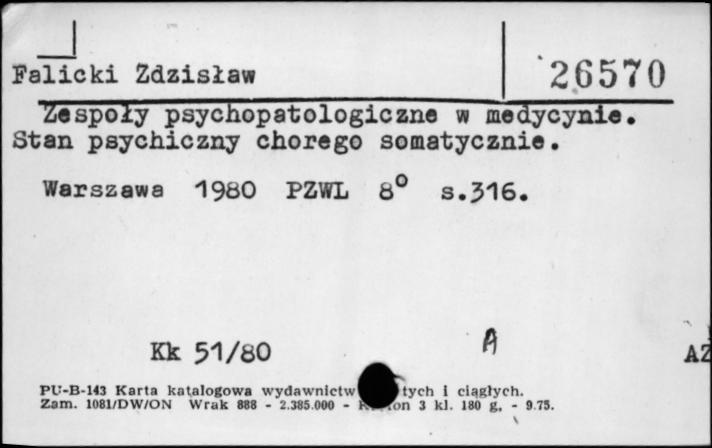 Falicki Zdzisław
26570
Zespoły psychopatologiczne w medycynie.
Stan psychiczny chorego somatycznie.
Warszawa 1980 PZWL 8° s.316.
Kk 51/80
A
AZ
PU-B-143 Karta katalogowa wydawnictw tych i ciągłych.
Zam. 1081/DW/ON Wrak 888 - 2.385.000 - 3 kl. 180 g. - 9.75.